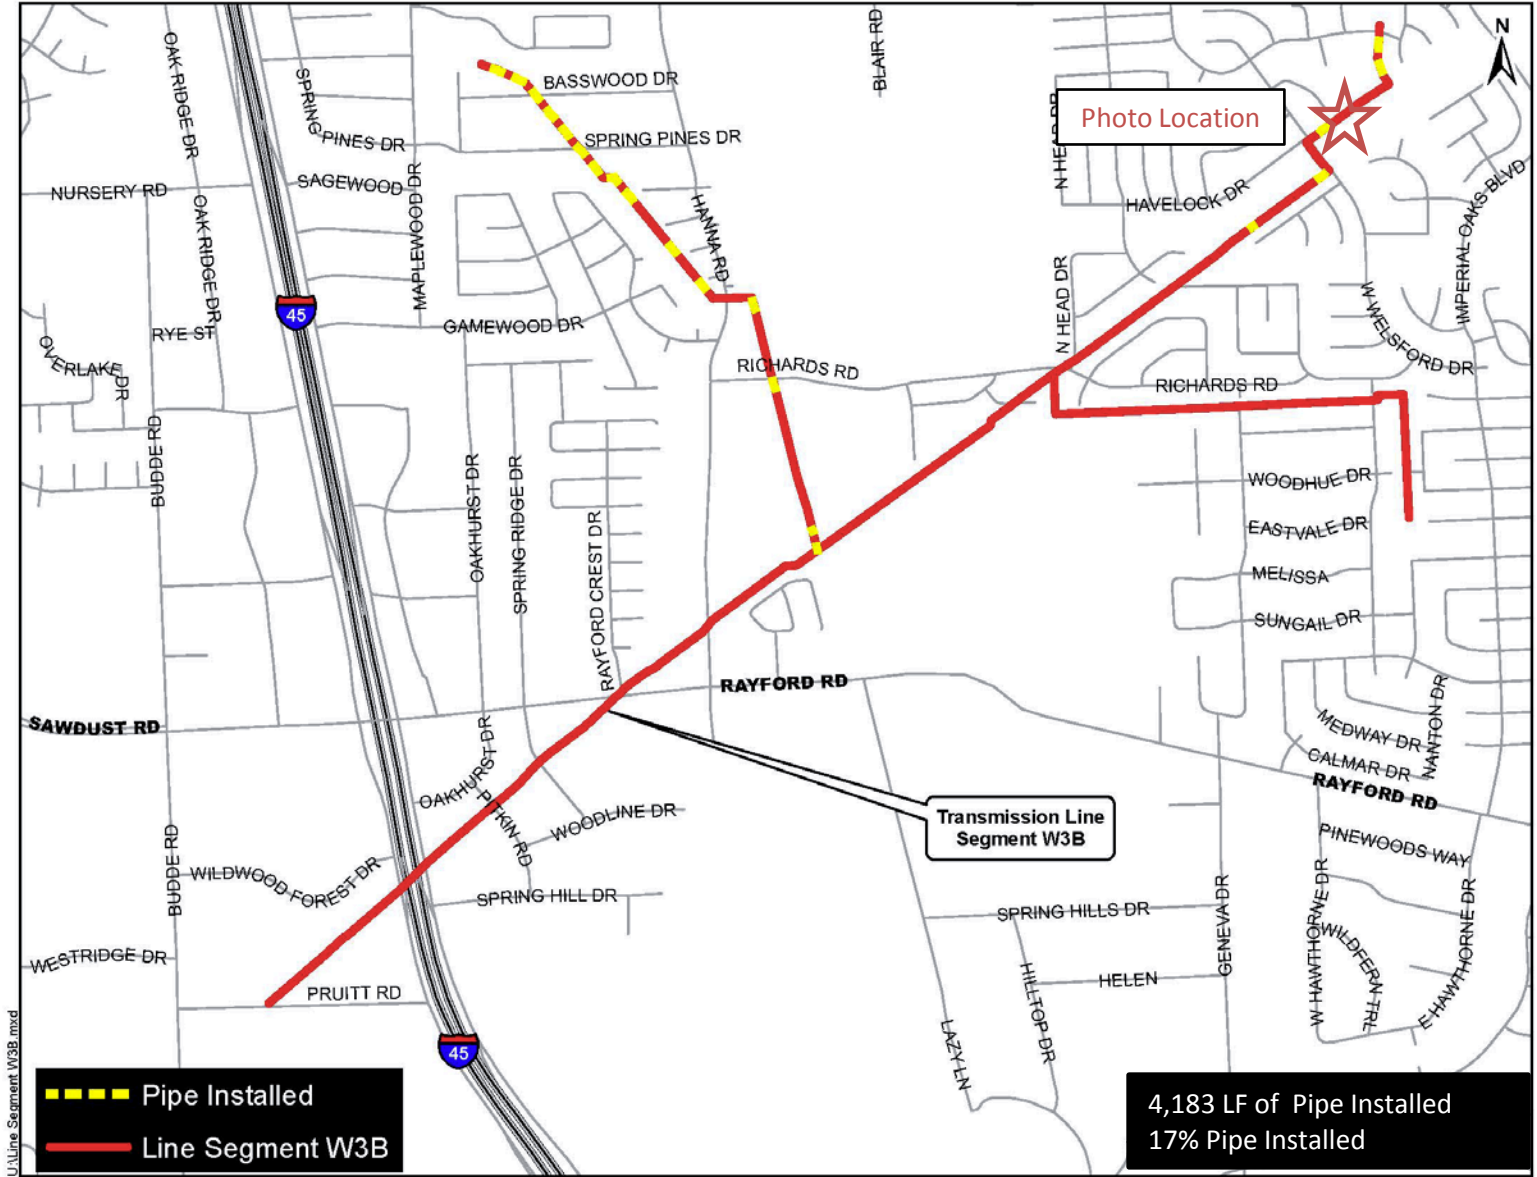 OAK RIDGE DR
SPRING PINES DR
BASSWOOD DR
BLAIR RD
N
Photo Location
N HEAD DR
SPRING PINES DR
NURSERY RD
SAGEWOOD
MAPLEWOOD DR
OAK RIDGE DR
HANNA RD
HAVELOCK DR
IMPERIAL OAKS BLVD
45
RYE ST
GAMEWOOD DR
N HEAD DR
W WELSFORD DR
OVERLAKE DR
RICHARDS RD
RICHARDS RD
BUDDE RD
OAKHURST DR
SPRING RIDGE DR
RAYFORD CREST DR
WOODHUE DR
EASTVALE DR
MELISSA
SUNGAIL DR
SAWDUST RD
RAYFORD RD
OAKHURST DR
PITKIN RD
WOODLINE DR
MEDWAY DR
NANTON DR
CALMAR DR
RAYFORD RD
Transmission Line
Segment W3B
PINEWOODS WAY
BUDDE RD
WILDWOOD FOREST DR
SPRING HILL DR
SPRING HILLS DR
GENEVA DR
W HAWTHORNE DR
WILDFERN TRL
E HAWTHORNE DR
WESTRIDGE DR
PRUITT RD
HILLTOP DR
HELEN
LAZY LN
45
U:\Line Segment W3B.mxd
Pipe Installed
Line Segment W3B
4,183 LF of Pipe Installed
17% Pipe Installed